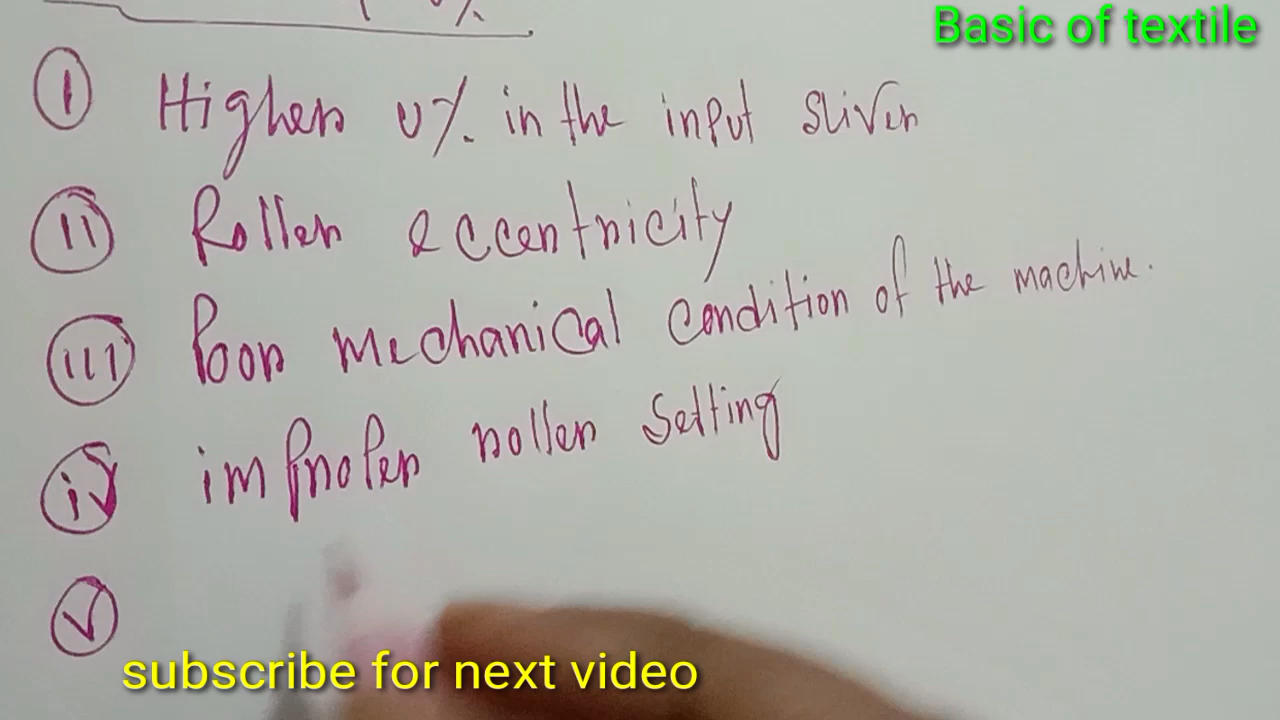 Basic of textile
i Higher U% in the input sliver
ii Roller eccentricity
iii Poor mechanical condition of the machine.
iv improper roller setting
v
subscribe for next video